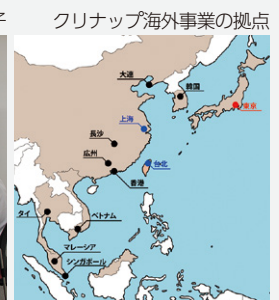 子
クリナップ海外事業の拠点
大連
韓国
東京
上海
長沙
広州
台北
香港
タイ
ベトナム
マレーシア
シンガポール